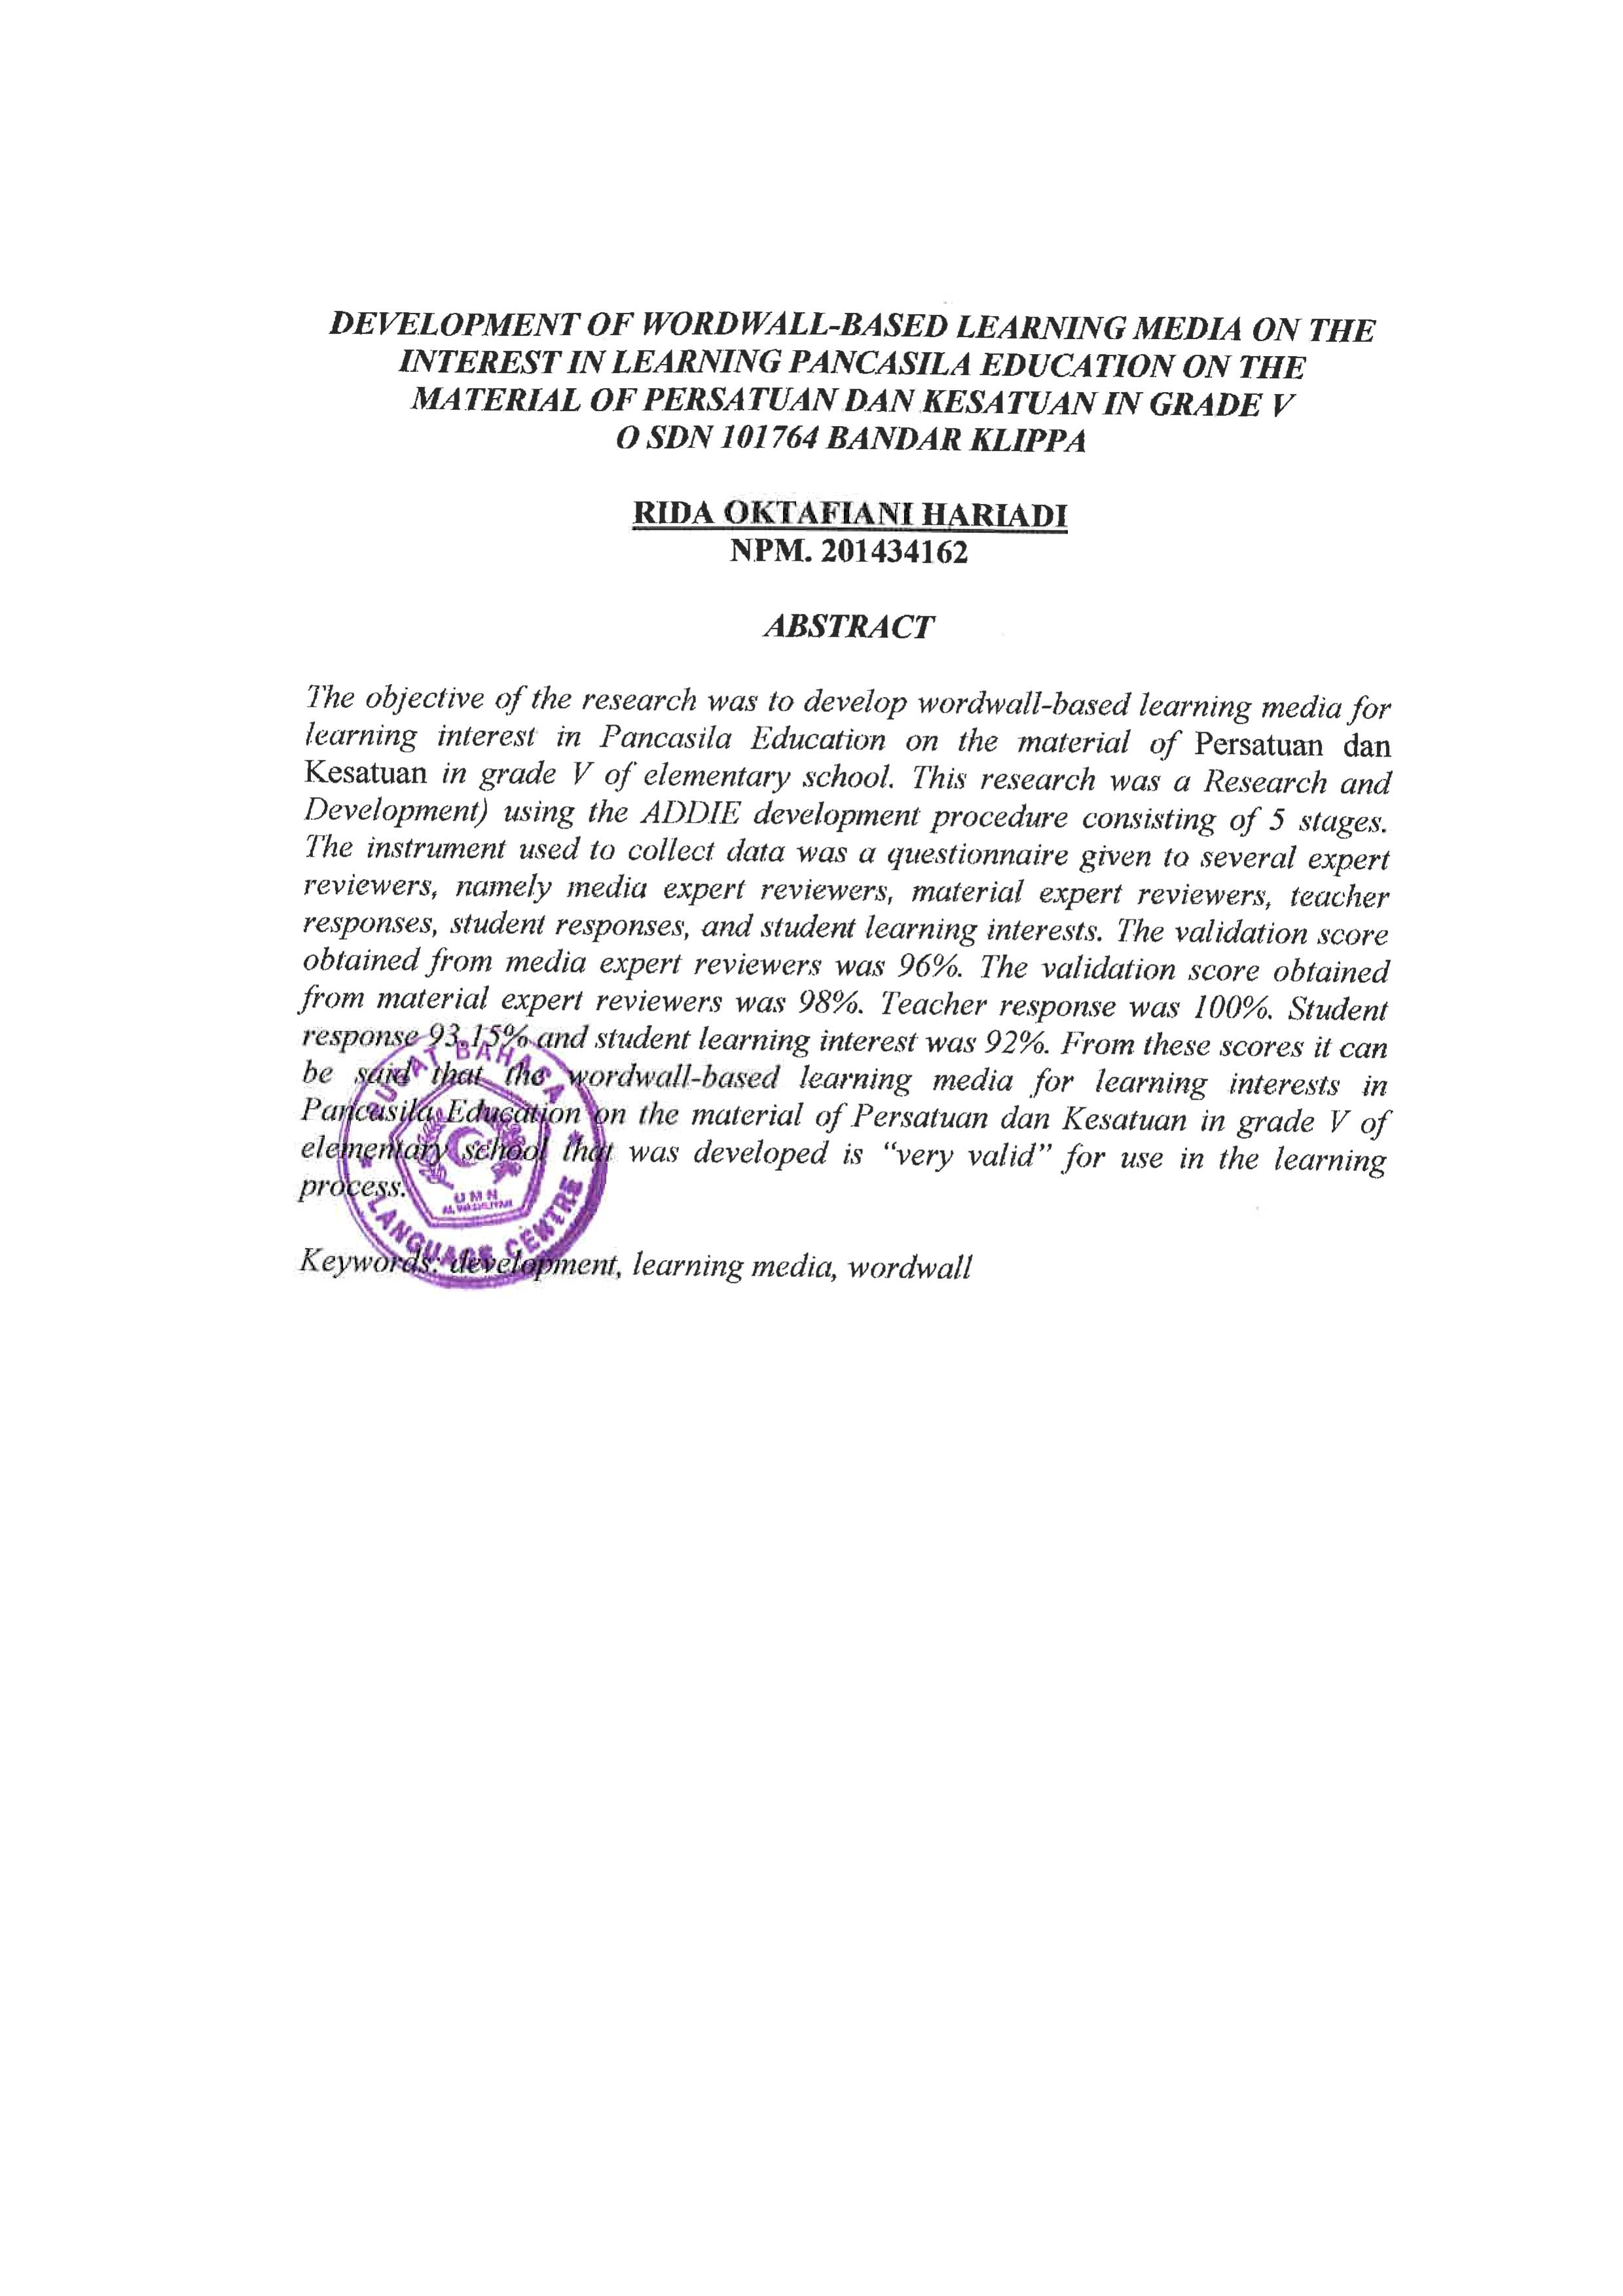 DEVELOPMENT OF WORDWALL-BASED LEARNING MEDIA ON THE
INTEREST IN LEARNING PANCASILA EDUCATION ON THE
MATERIAL OF PERSATUAN DAN KESATUAN IN GRADE V
O SDN 101764 BANDAR KLIPPA
RIDA OKTAFIANI HARIADI
NPM. 201434162
ABSTRACT
The objective of the research was to develop wordwall-based learning media for
learning interest in Pancasila Education on the material of Persatuan dan
Kesatuan in grade V of elementary school. This research was a Research and
Development) using the ADDIE development procedure consisting of 5 stages.
The instrument used to collect data was a questionnaire given to several expert
reviewers, namely media expert reviewers, material expert reviewers, teacher
responses, student responses, and student learning interests. The validation score
obtained from media expert reviewers was 96%. The validation score obtained
from material expert reviewers was 98%. Teacher response was 100%. Student
response 93,15% and student learning interest was 92%. From these scores it can
be said that the wordwall-based learning media for learning interests in
Pancasila Education on the material of Persatuan dan Kesatuan in grade V of
elementary school that was developed is “very valid” for use in the learning
process.
Keywords: development, learning media, wordwall
PUSAT BAHASA
UMN
AL WASHLIYAH
LANGUAGE CENTRE